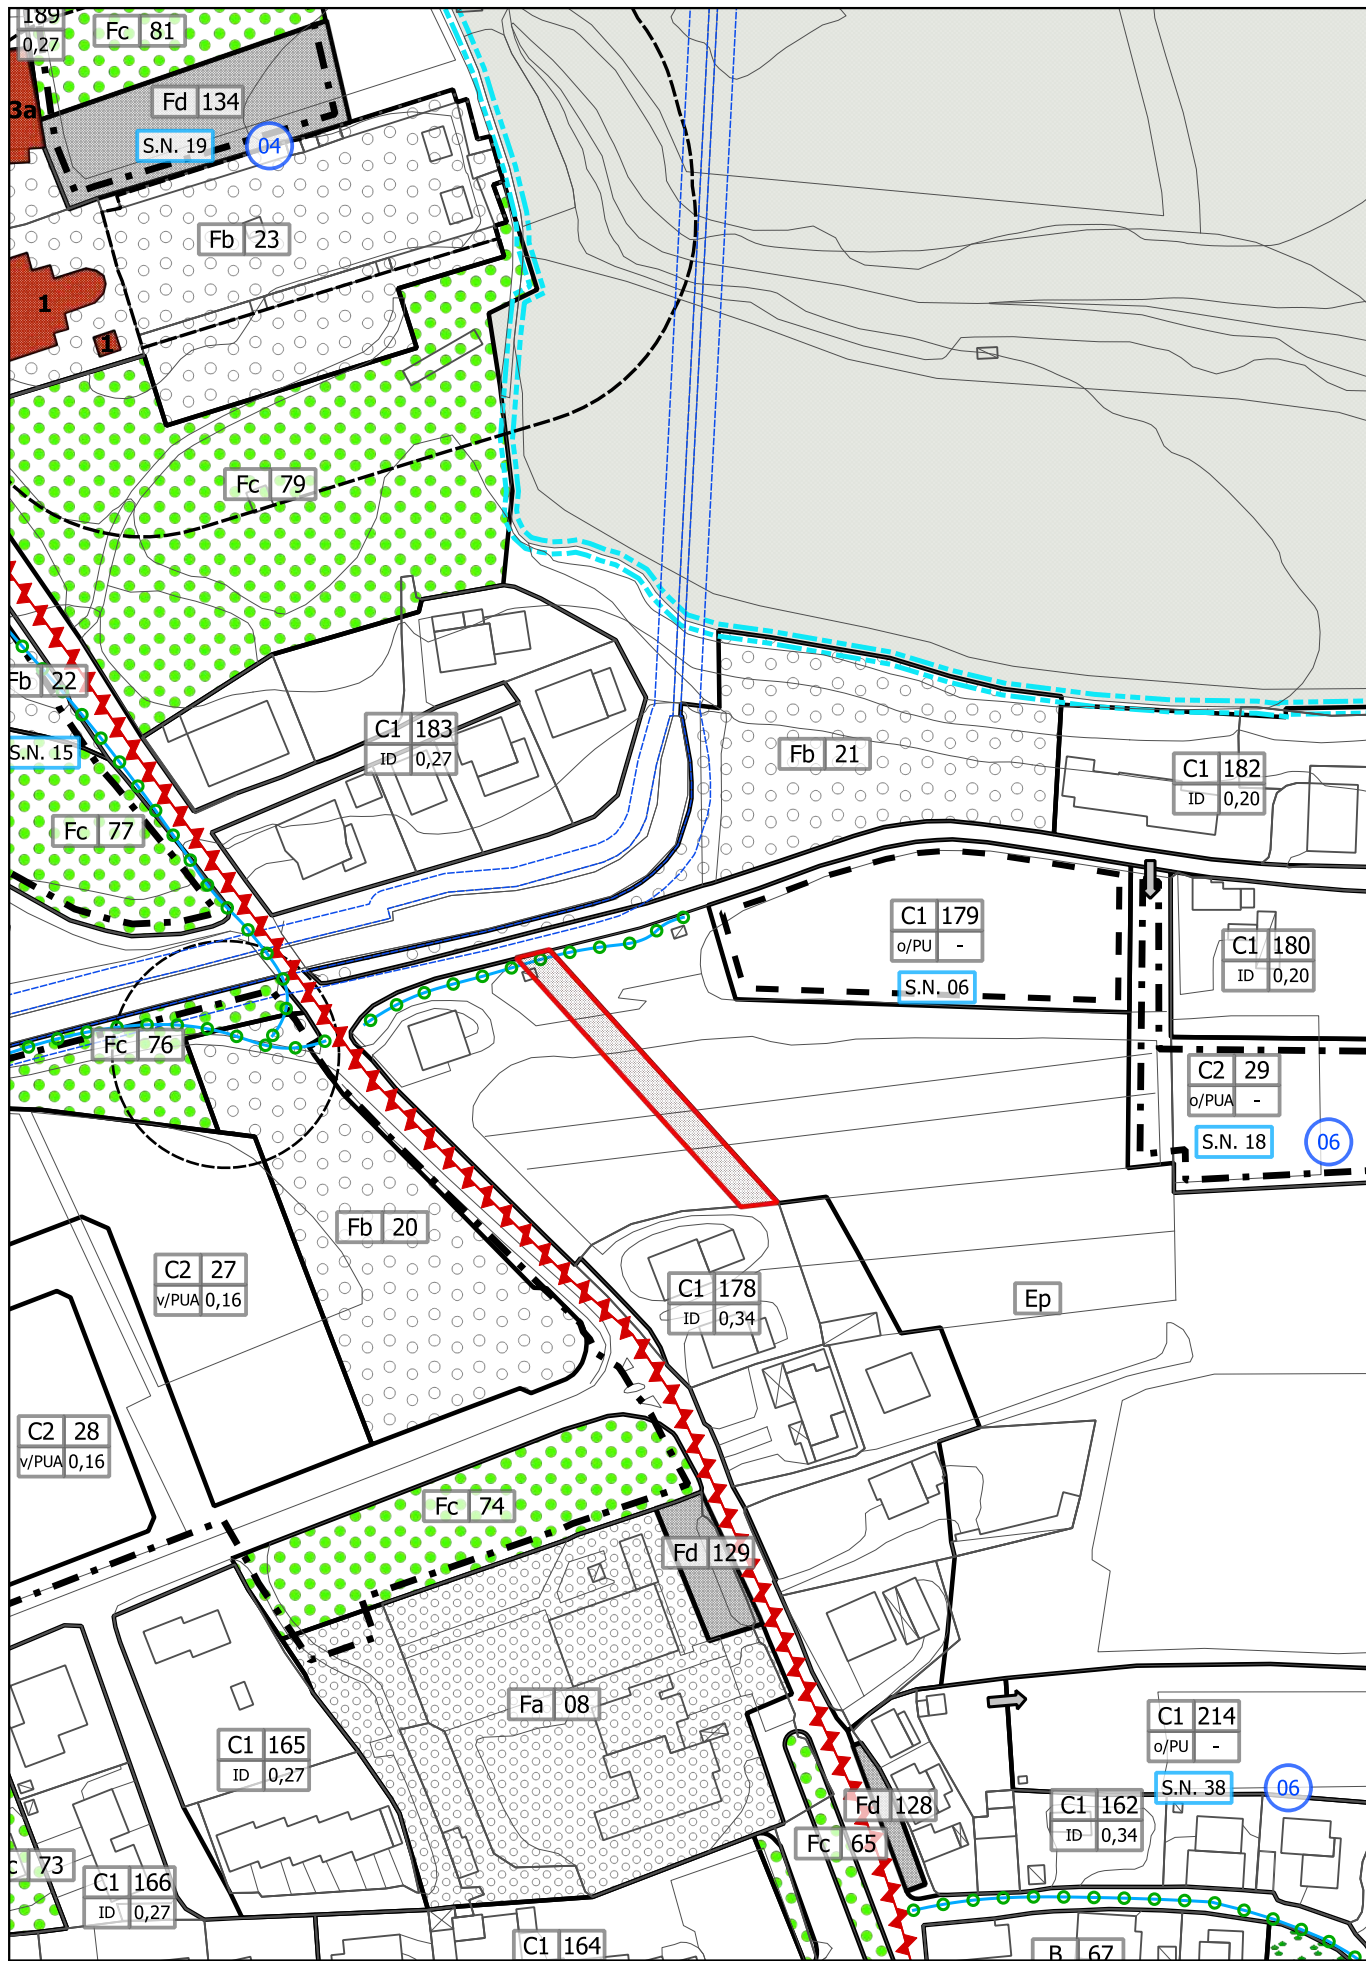 189
0,27
Fc 81
Fd 134
3a
S.N. 19
04
Fb 23
1
1
Fc 79
Fb 22
S.N. 15
C1 183
ID 0,27
Fb 21
C1 182
ID 0,20
Fc 77
C1 179
o/PU -
S.N. 06
C1 180
ID 0,20
Fc 76
C2 29
o/PUA -
S.N. 18
06
Fb 20
C2 27
v/PUA 0,16
C1 178
ID 0,34
Ep
C2 28
v/PUA 0,16
Fc 74
Fd 129
Fa 08
C1 165
ID 0,27
C1 214
o/PU -
S.N. 38
06
Fd 128
C1 162
ID 0,34
Fc 65
c 73
C1 166
ID 0,27
C1 164
B 67